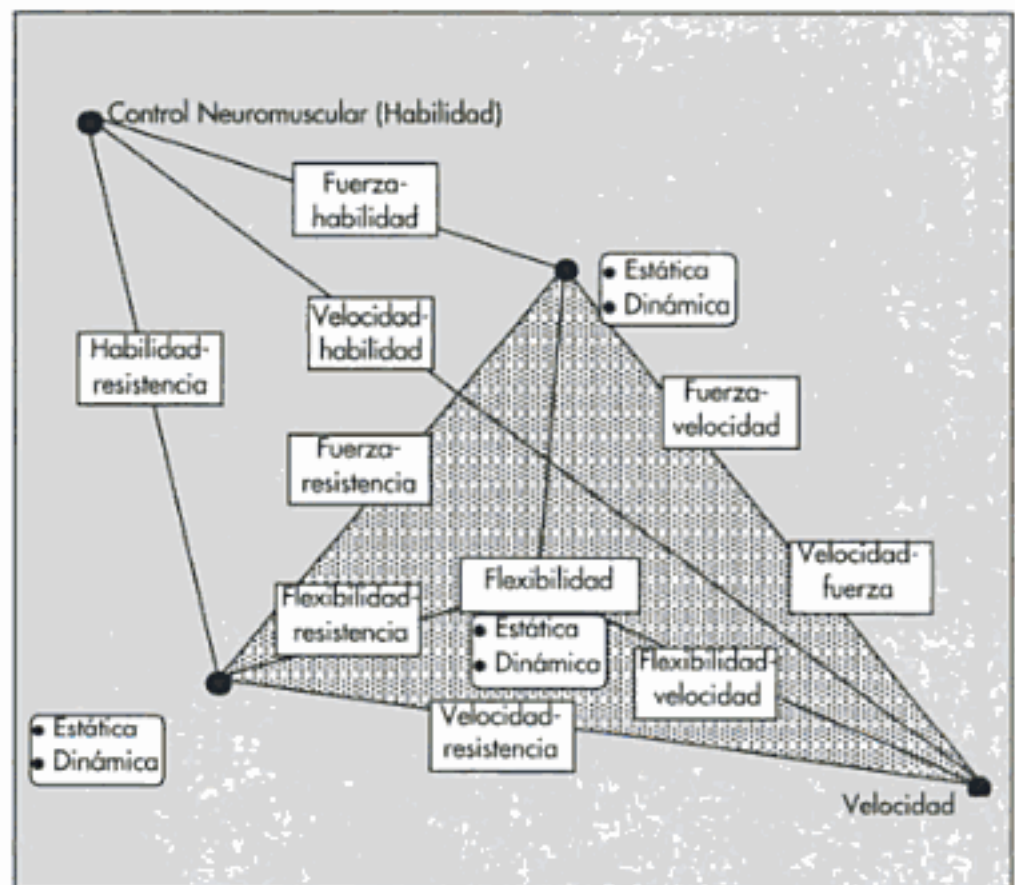 Control Neuromuscular (Habilidad)
Fuerza-
habilidad
• Estática
• Dinámica
Velocidad-
habilidad
Habilidad-
resistencia
Fuerza-
velocidad
Fuerza-
resistencia
Velocidad-
fuerza
Flexibilidad
Flexibilidad-
resistencia
• Estática
• Dinámica
Flexibilidad-
velocidad
Velocidad-
resistencia
• Estática
• Dinámica
Velocidad